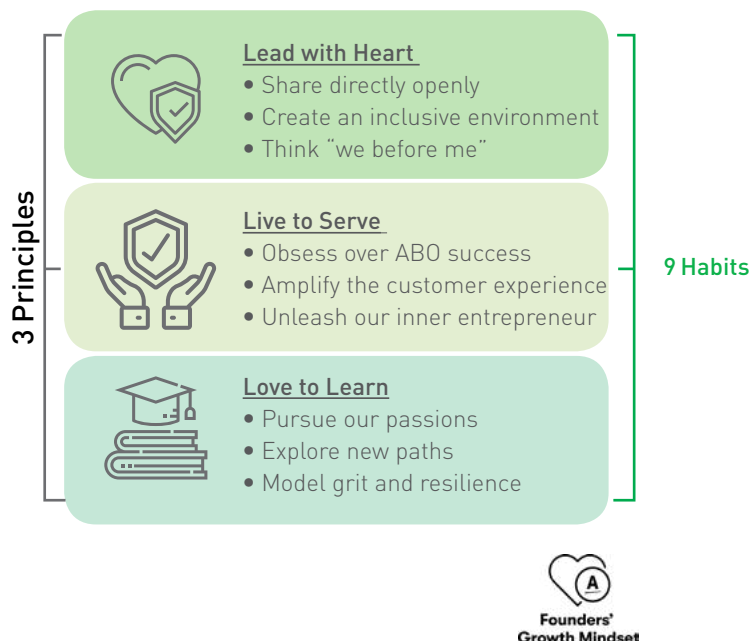 3 Principles
Lead with Heart
• Share directly openly
• Create an inclusive environment
• Think “we before me”
Live to Serve
• Obsess over ABO success
• Amplify the customer experience
• Unleash our inner entrepreneur
Love to Learn
• Pursue our passions
• Explore new paths
• Model grit and resilience
9 Habits
A
Founders’
Growth Mindset